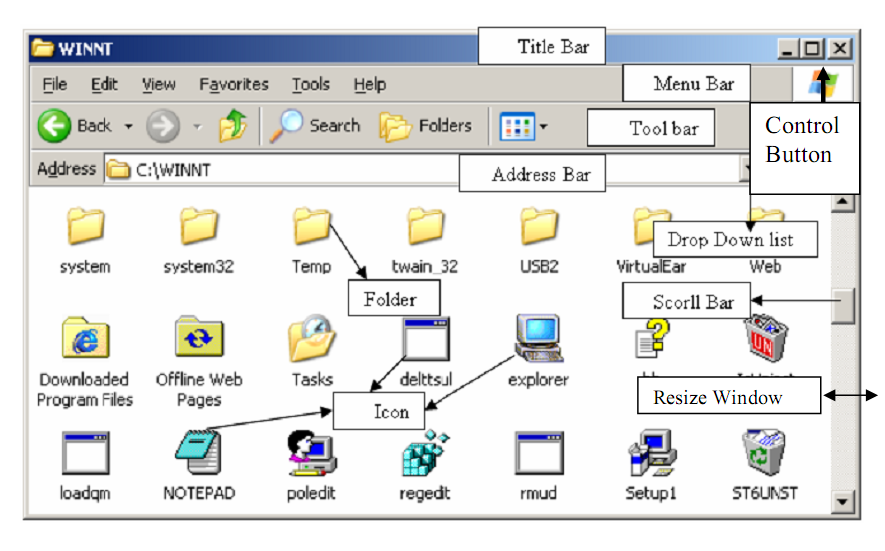 WINNT
Title Bar
File Edit View Favorites Tools Help
Menu Bar
Back Search Folders
Tool bar
Control
Button
Address C:\WINNT
Address Bar
Drop Down list
system system32 Temp twain_32 USB2 VirtualEar Web
Folder
Scorll Bar
UN
Downloaded
Program Files
Offline Web
Pages
Tasks delttsul explorer
Resize Window
Icon
loadqm NOTEPAD poledit regedit rmud Setup1 ST6UNST